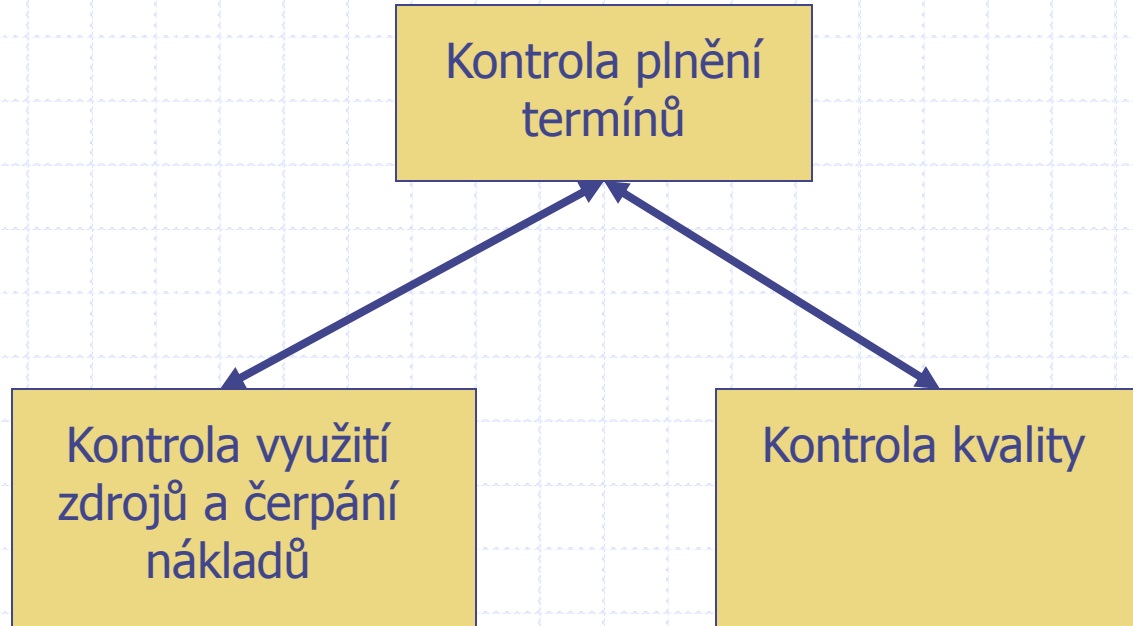 Kontrola plnění
termínů
Kontrola využití
zdrojů a čerpání
nákladů
Kontrola kvality